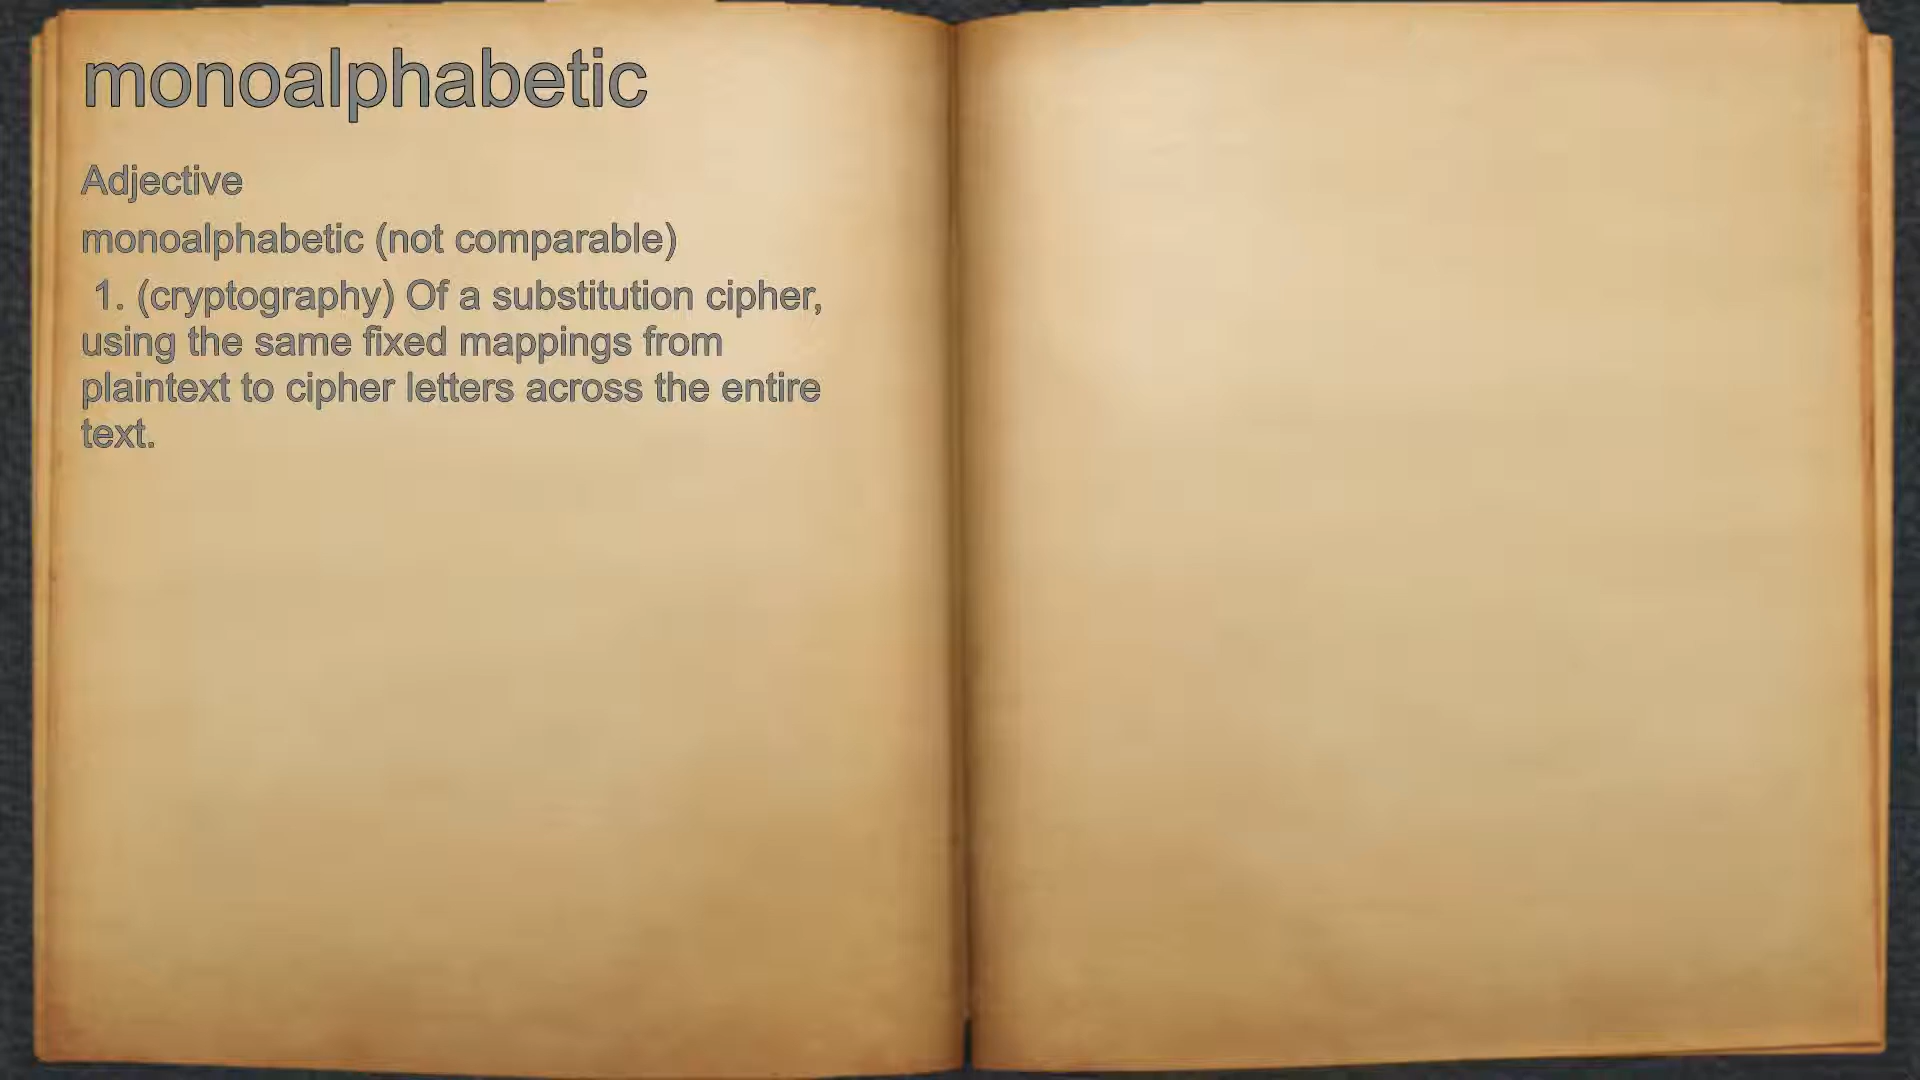 monoalphabetic
Adjective
monoalphabetic (not comparable)
1. (cryptography) Of a substitution cipher,
using the same fixed mappings from
plaintext to cipher letters across the entire
text.